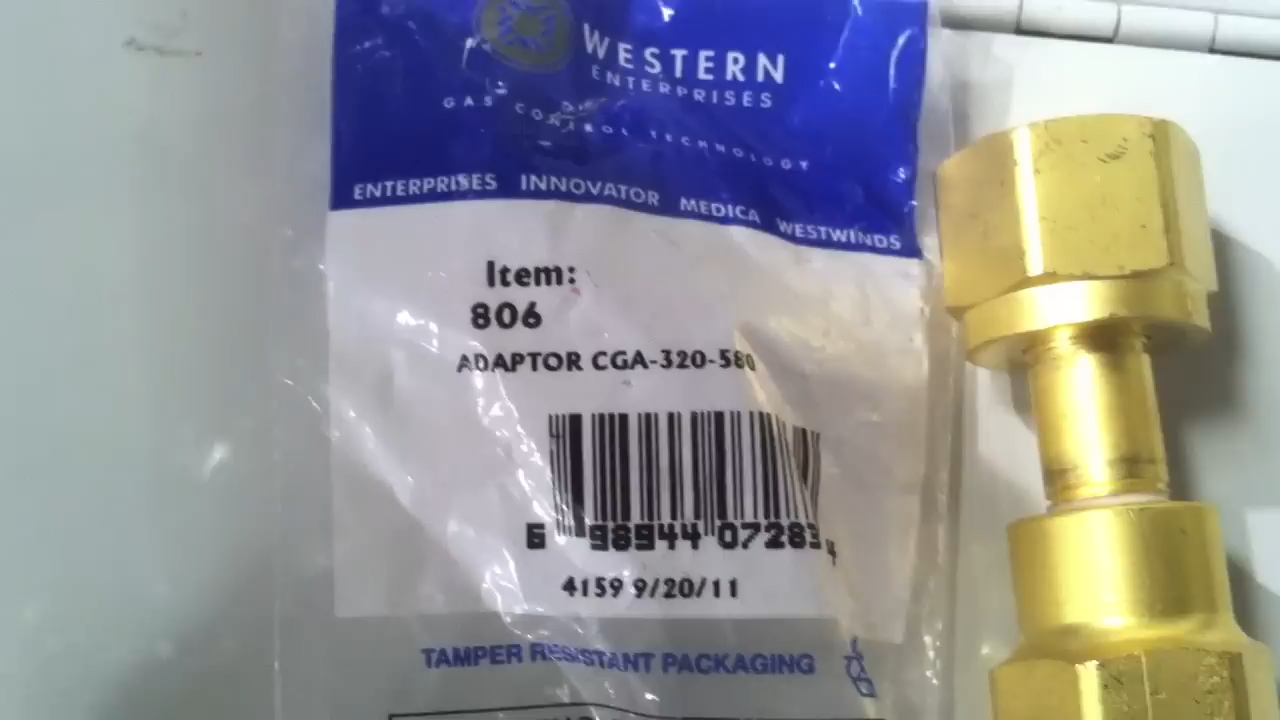 WESTERN
ENTERPRISES
GAS CONTROL TECHNOLOGY
ENTERPRISES INNOVATOR MEDICA WESTWINDS
Item:
806
ADAPTOR CGA-320-580
6 98944 07283 4
4159 9/20/11
TAMPER RESISTANT PACKAGING